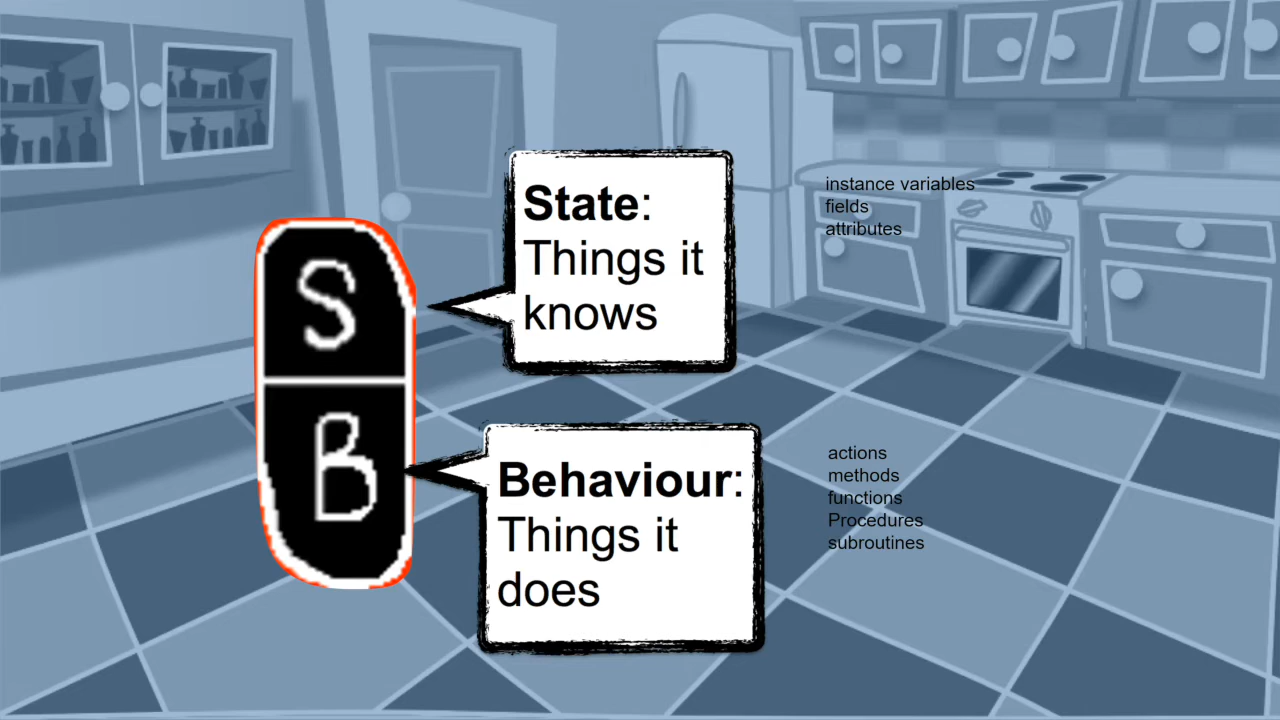 S
B
State:
Things it
knows
instance variables
fields
attributes
Behaviour:
Things it
does
actions
methods
functions
Procedures
subroutines